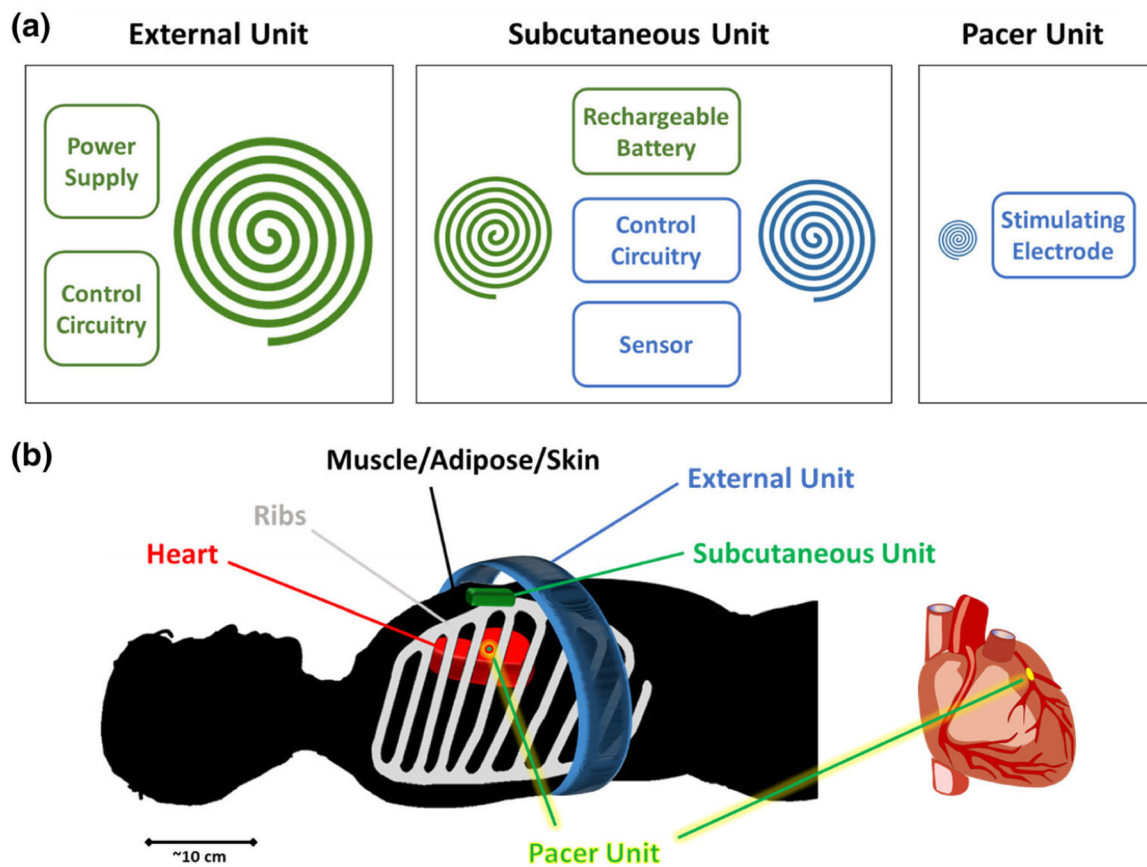 (a)
External Unit
Subcutaneous Unit
Pacer Unit
Power
Supply
Control
Circuitry
Rechargeable
Battery
Control
Circuitry
Sensor
Stimulating
Electrode
(b)
Muscle/Adipose/Skin
External Unit
Ribs
Subcutaneous Unit
Heart
Pacer Unit
~10 cm